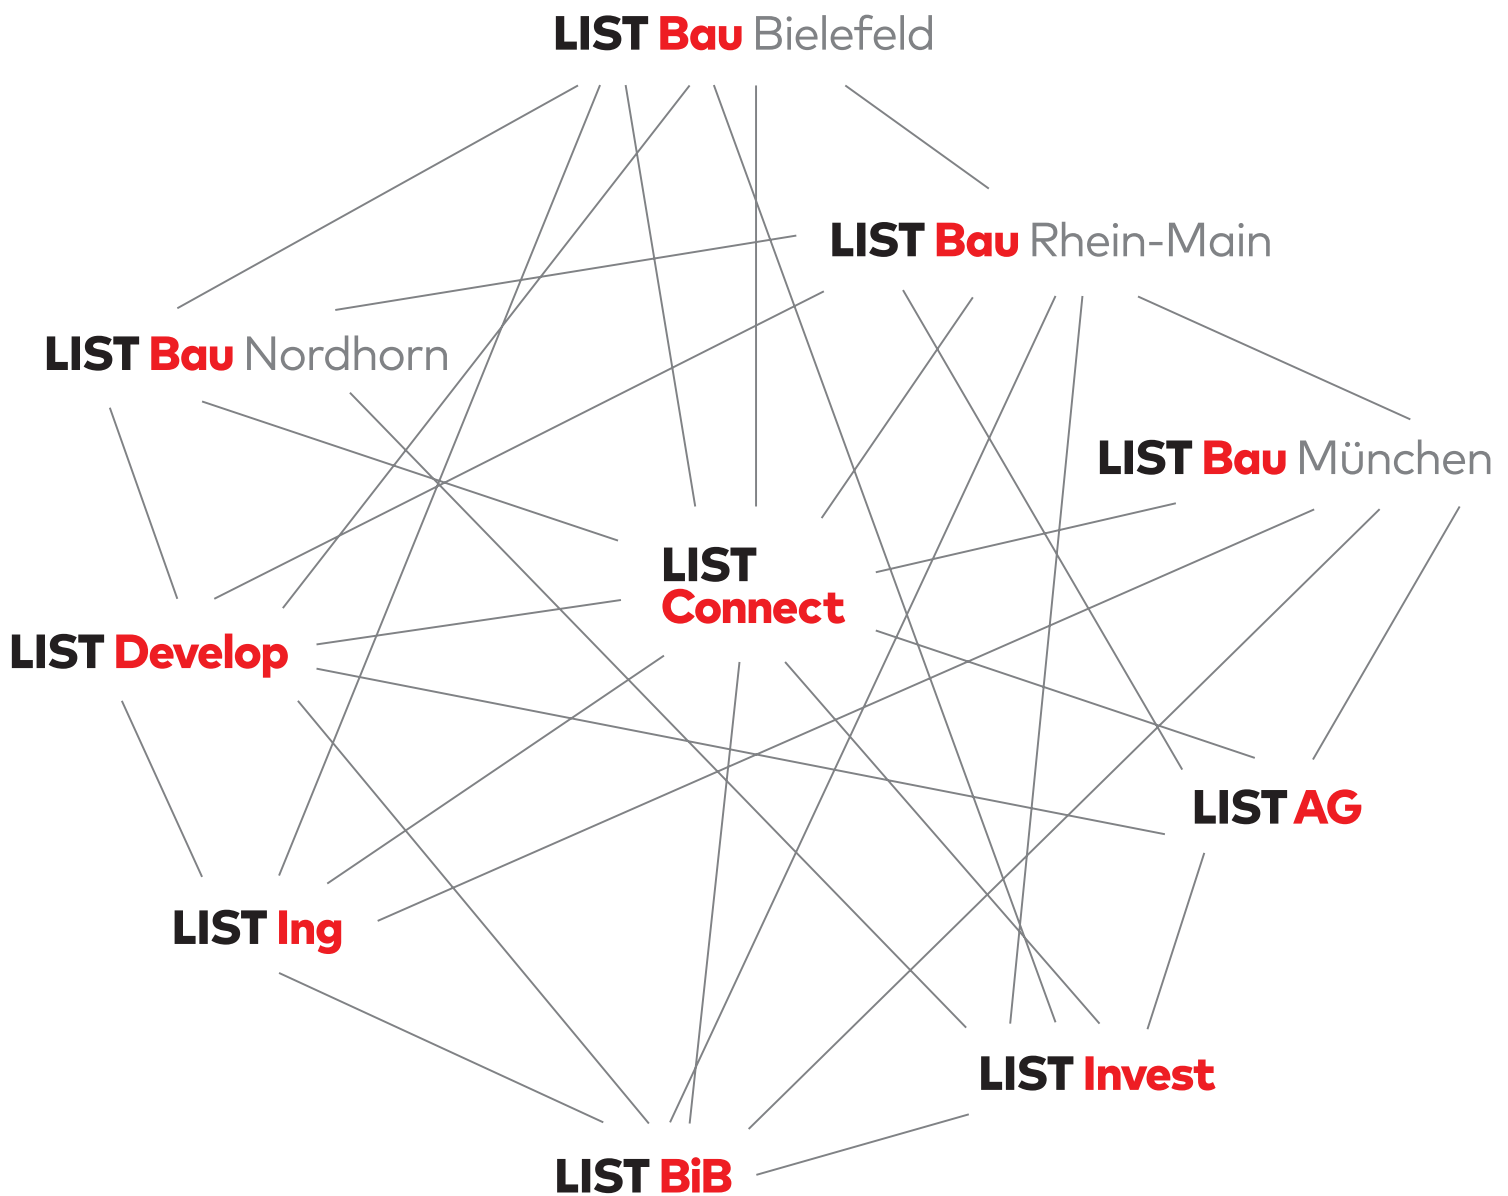 LIST Bau Bielefeld
LIST Bau Rhein-Main
LIST Bau Nordhorn
LIST Bau München
LIST
Connect
LIST Develop
LIST AG
LIST Ing
LIST Invest
LIST BiB